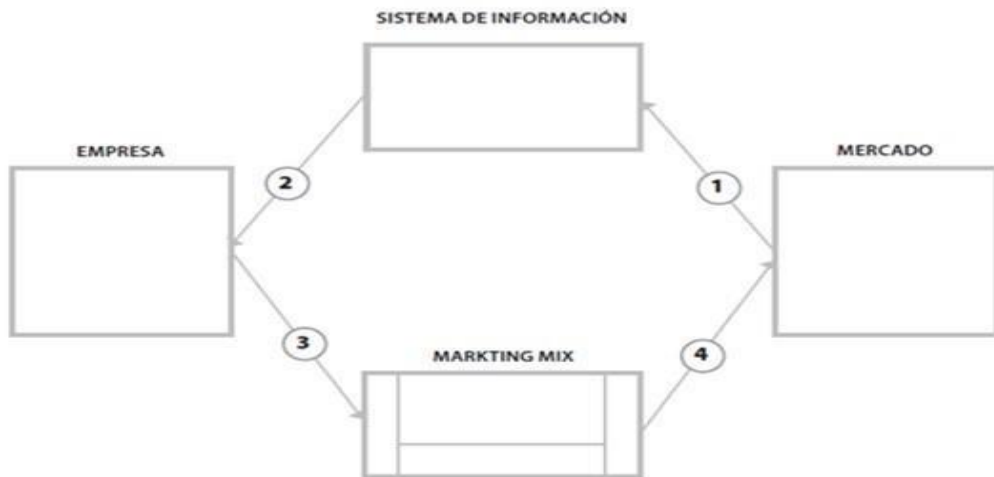 SISTEMA DE INFORMACIÓN
EMPRESA
MERCADO
2
1
3
MARKTING MIX
4